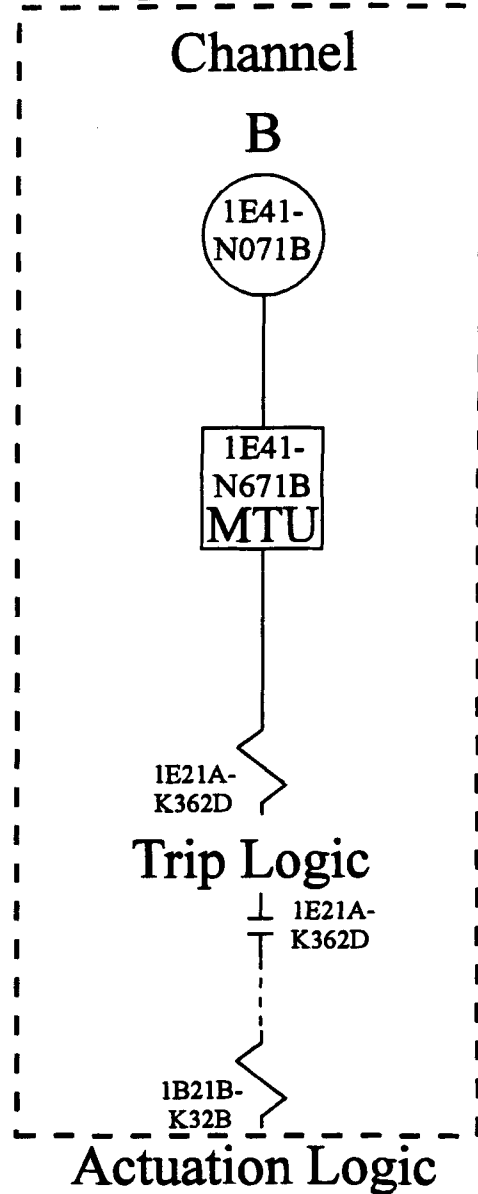 Channel
B
1E41-
N071B
1E41-
N671B
MTU
1E21A-
K362D
Trip Logic
1E21A-
K362D
1B21B-
K32B
Actuation Logic